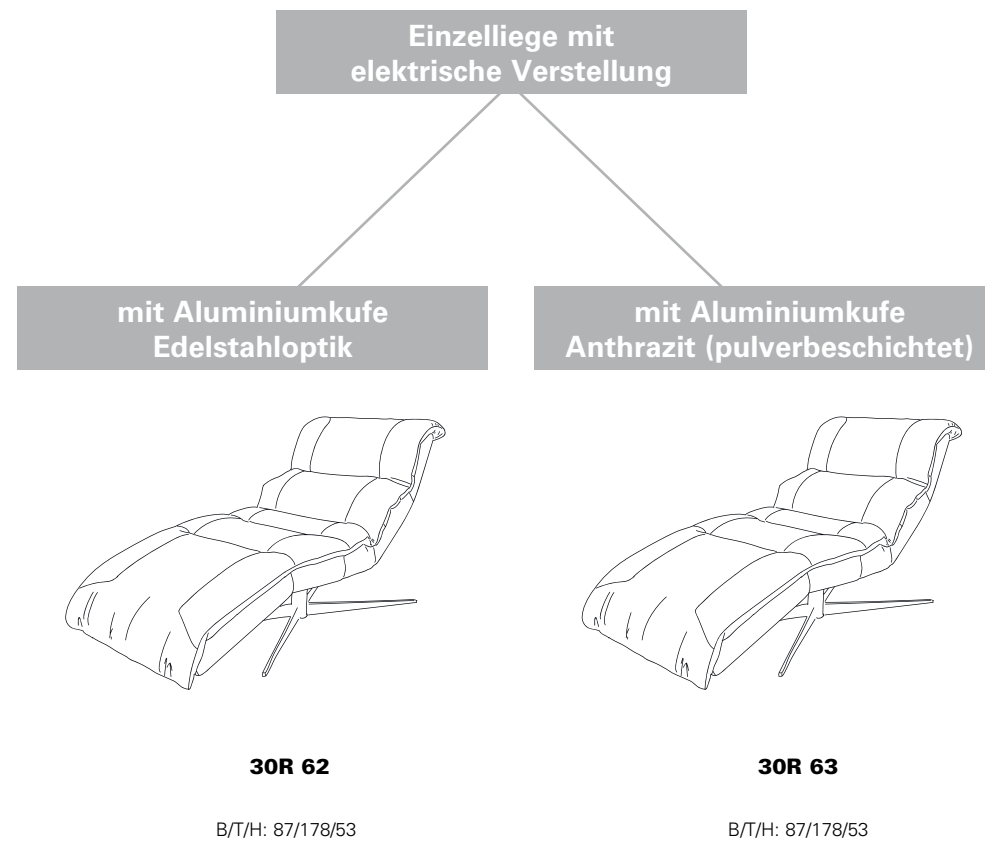 Einzelliege mit
elektrische Verstellung
mit Aluminiumkufe
Edelstahloptik
mit Aluminiumkufe
Anthrazit (pulverbeschichtet)
30R 62
30R 63
B/T/H: 87/178/53
B/T/H: 87/178/53